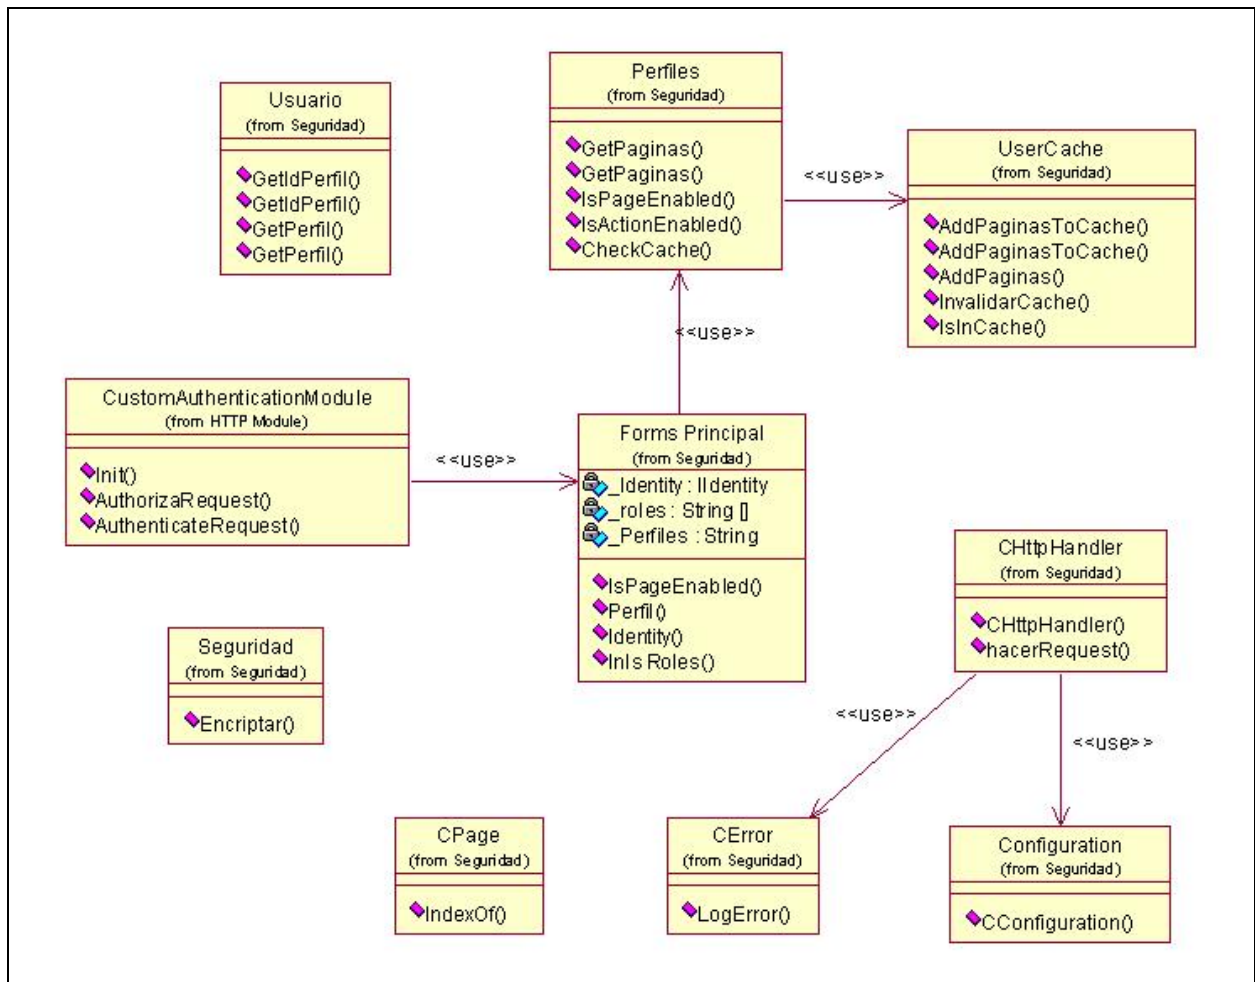 Usuario
(from Seguridad)
GetIdPerfil()
GetIdPerfil()
GetPerfil()
GetPerfil()
Perfiles
(from Seguridad)
GetPaginas()
GetPaginas()
IsPageEnabled()
IsActionEnabled()
CheckCache()
<<use>>
UserCache
(from Seguridad)
AddPaginasToCache()
AddPaginasToCache()
AddPaginas()
InvalidarCache()
IsInCache()
<<use>>
CustomAuthenticationModule
(from HTTP Module)
Init()
AuthorizaRequest()
AuthenticateRequest()
<<use>>
Forms Principal
(from Seguridad)
_Identity : IIdentity
_roles : String []
_Perfiles : String
IsPageEnabled()
Perfil()
Identity()
InIs Roles()
CHttpHandler
(from Seguridad)
CHttpHandler()
hacerRequest()
Seguridad
(from Seguridad)
Encriptar()
<<use>>
<<use>>
CPage
(from Seguridad)
IndexOf()
CError
(from Seguridad)
LogError()
Configuration
(from Seguridad)
CConfiguration()